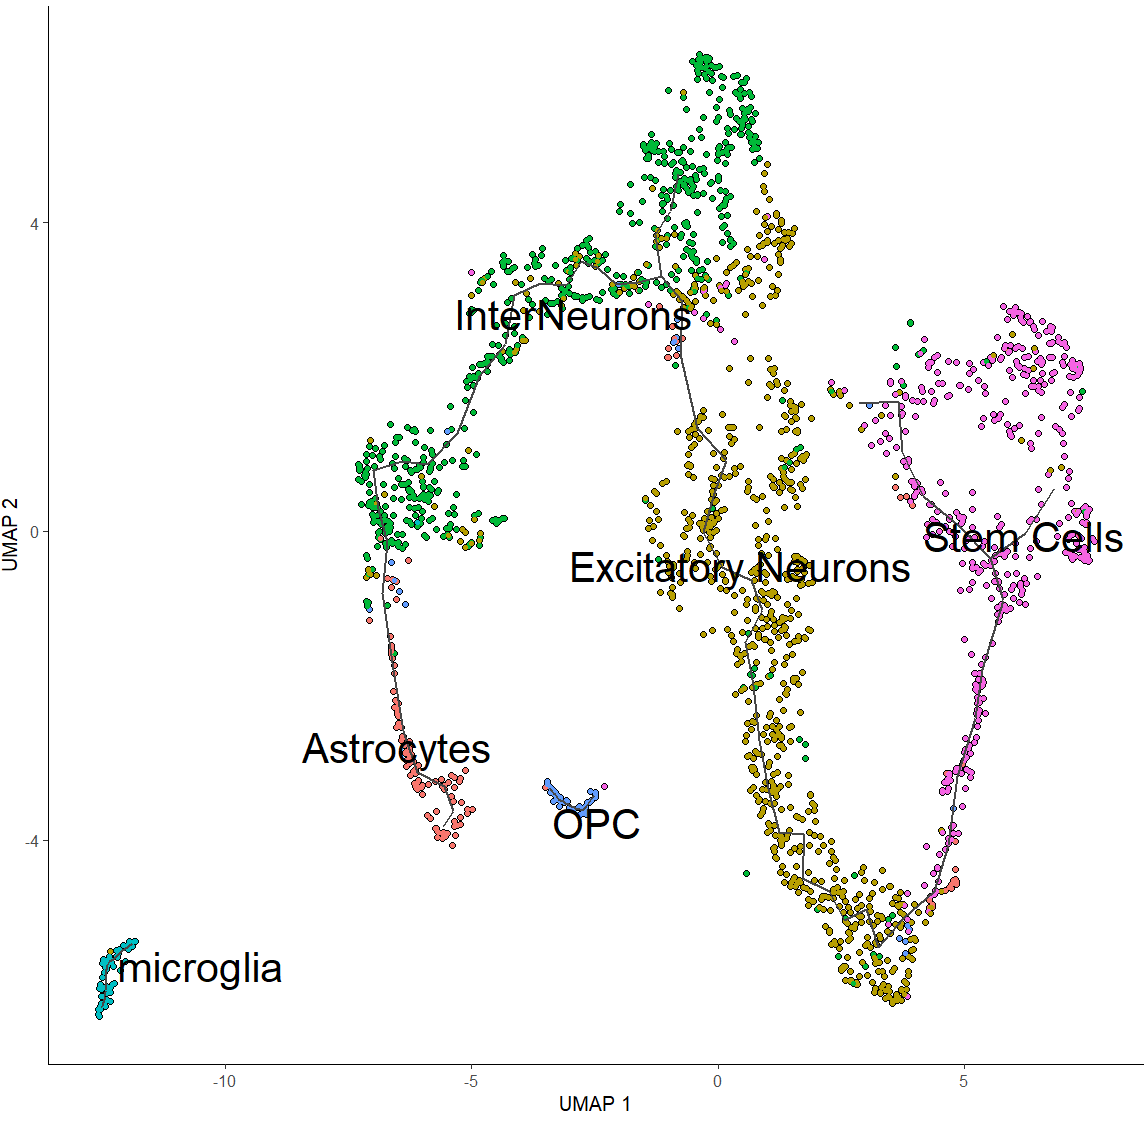 4
InterNeurons
0
Stem Cells
Excitatory Neurons
UMAP 2
Astrocytes
OPC
-4
microglia
-10
-5
0
5
UMAP 1